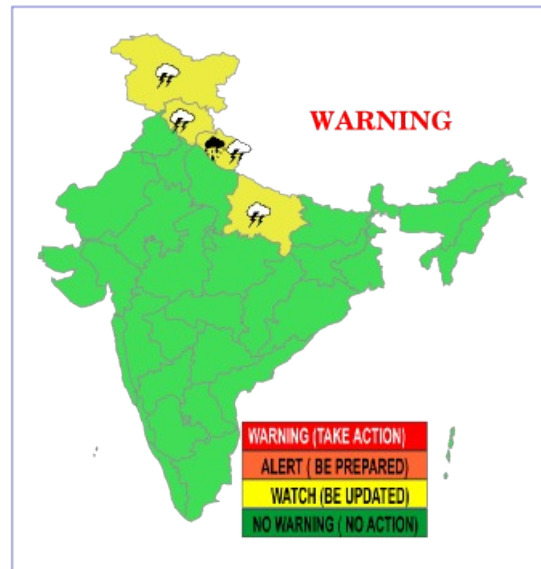 WARNING
WARNING (TAKE ACTION)
ALERT ( BE PREPARED)
WATCH (BE UPDATED)
NO WARNING ( NO ACTION)